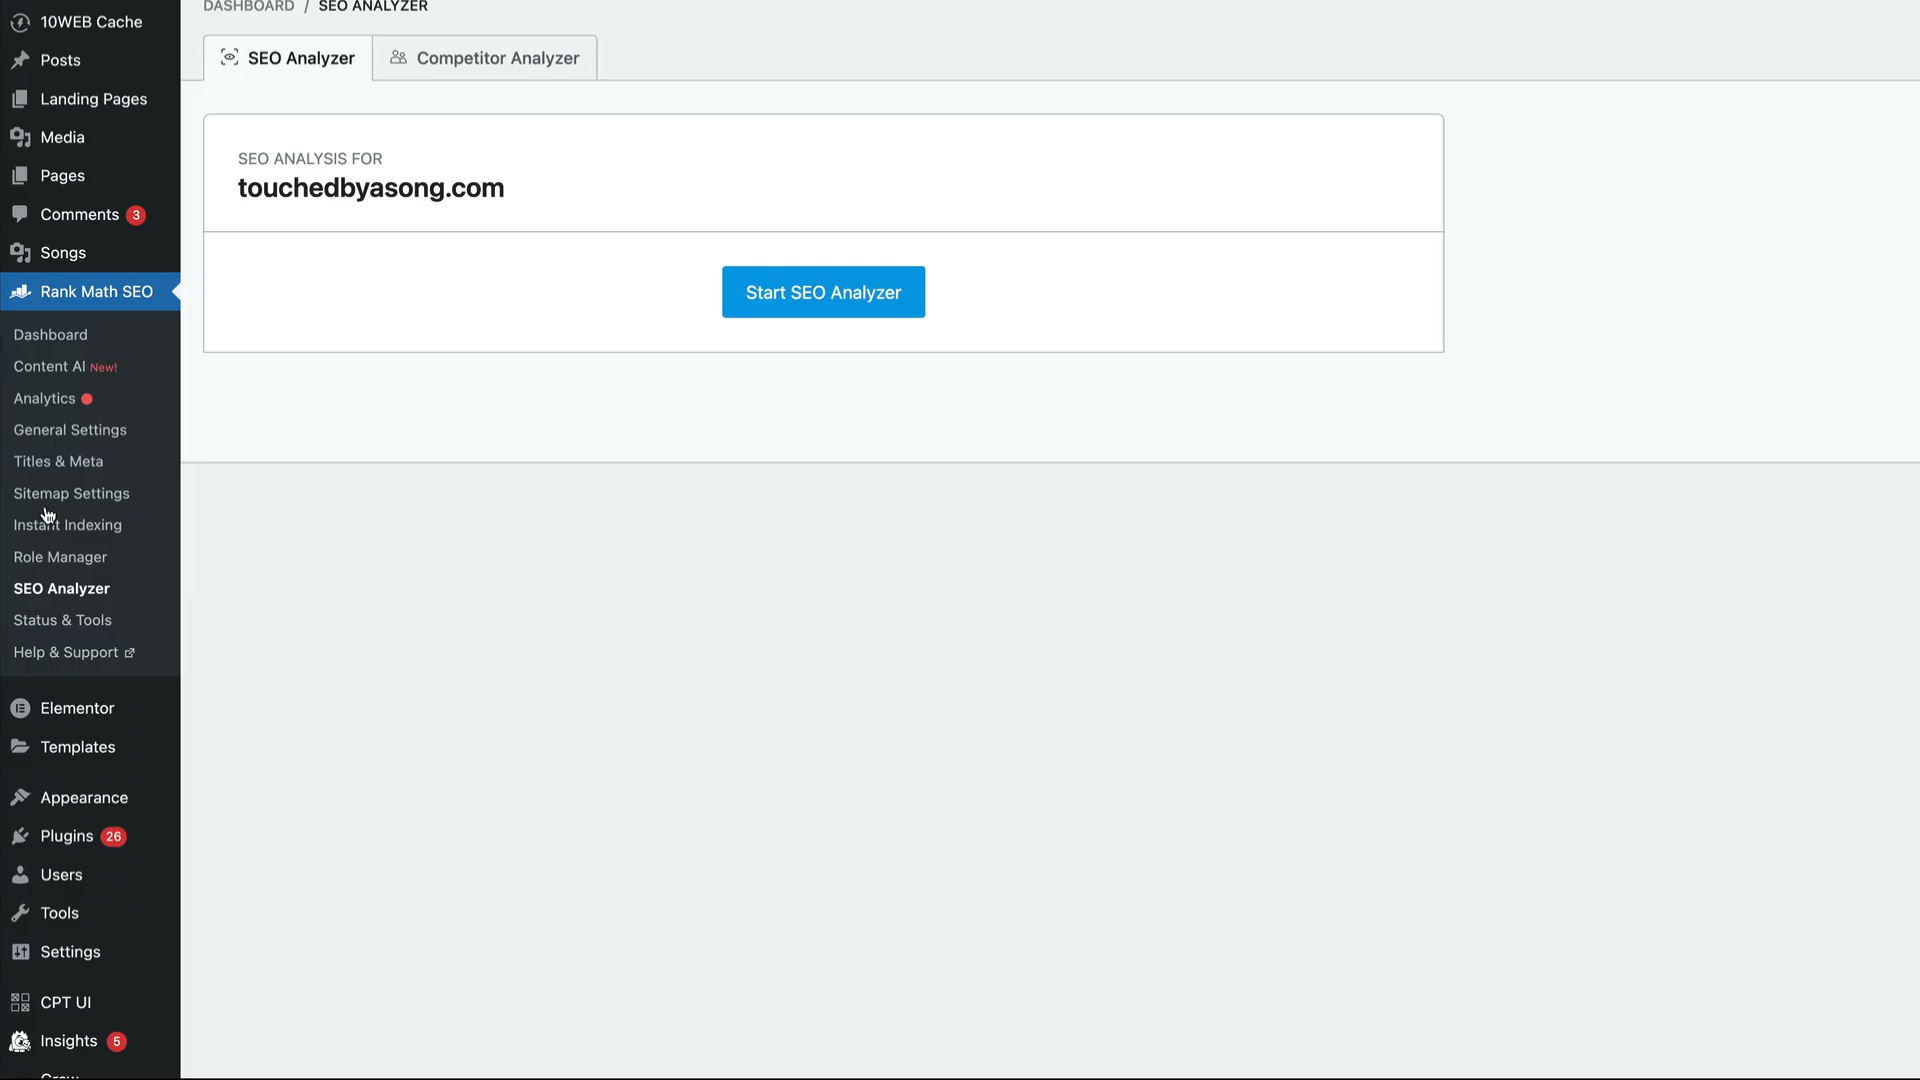 DASHBOARD / SEO ANALYZER
SEO Analyzer
Competitor Analyzer
SEO ANALYSIS FOR
touchedbyasong.com
Start SEO Analyzer
10WEB Cache
Posts
Landing Pages
Media
Pages
Comments 3
Songs
Rank Math SEO
Dashboard
Content AI New!
Analytics
General Settings
Titles & Meta
Sitemap Settings
Instant Indexing
Role Manager
SEO Analyzer
Status & Tools
Help & Support
Elementor
Templates
Appearance
Plugins 26
Users
Tools
Settings
CPT UI
Insights 5